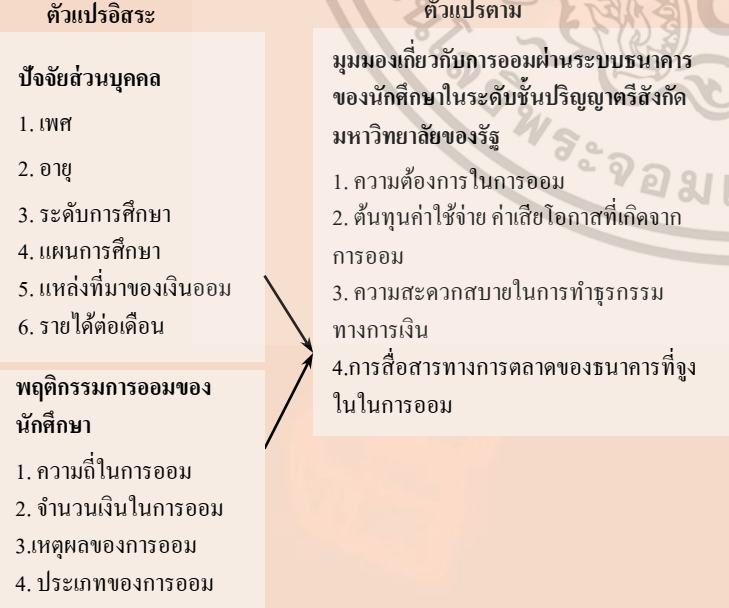 ตัวแปรอิสระ
ปัจจัยส่วนบุคคล
1. เพศ
2. อายุ
3. ระดับการศึกษา
4. แผนการศึกษา
5. แหล่งที่มาของเงินออม
6. รายได้ต่อเดือน
พฤติกรรมการออมของ
นักศึกษา
1. ความถี่ในการออม
2. จำนวนเงินในการออม
3.เหตุผลของการออม
4. ประเภทของการออม
ตัวแปรตาม
มุมมองเกี่ยวกับการออมผ่านระบบธนาคาร
ของนักศึกษาในระดับชั้นปริญญาตรีสังกัด
มหาวิทยาลัยของรัฐ
1. ความต้องการในการออม
2. ต้นทุนค่าใช้จ่าย ค่าเสียโอกาสที่เกิดจาก
การออม
3. ความสะดวกสบายในการทำธุรกรรม
ทางการเงิน
4.การสื่อสารทางการตลาดของธนาคารที่จูง
ในในการออม